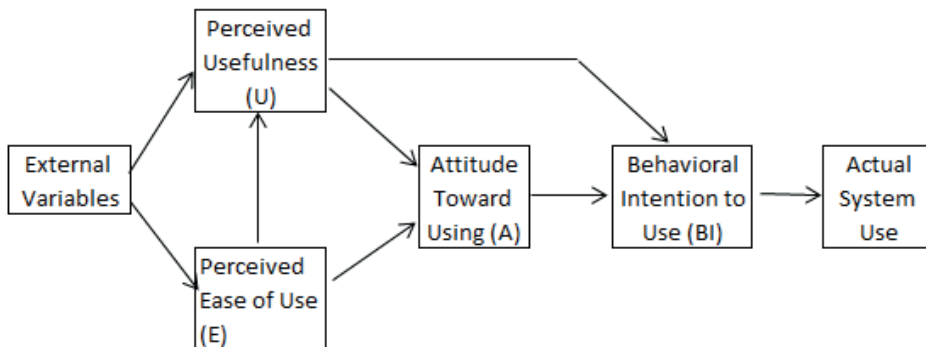 Perceived
Usefulness
(U)
External
Variables
Perceived
Ease of Use
(E)
Attitude
Toward
Using (A)
Behavioral
Intention to
Use (BI)
Actual
System
Use